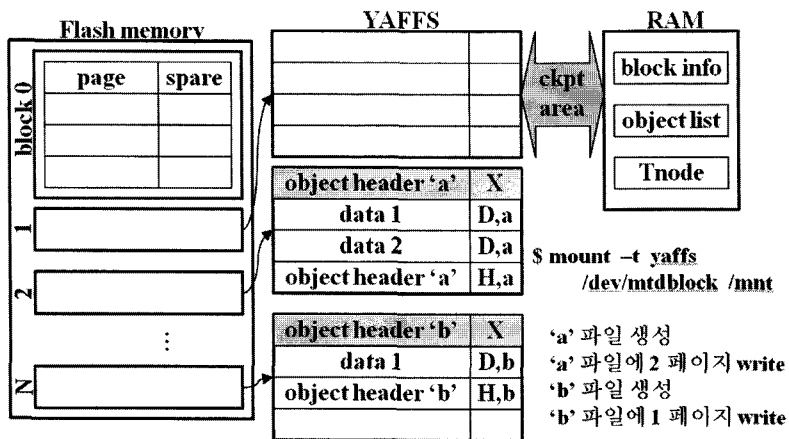 Flash memory
block 0
page spare
1
2
⋮
N
YAFFS
object header ‘a’ X
data 1 D,a
data 2 D,a
object header ‘a’ H,a
object header ‘b’ X
data 1 D,b
object header ‘b’ H,b
ckpt
area
RAM
block info
object list
Tnode
$ mount –t yaffs
/dev/mtdblock /mnt
‘a’ 파일 생성
‘a’ 파일에 2 페이지 write
‘b’ 파일 생성
‘b’ 파일에 1 페이지 write